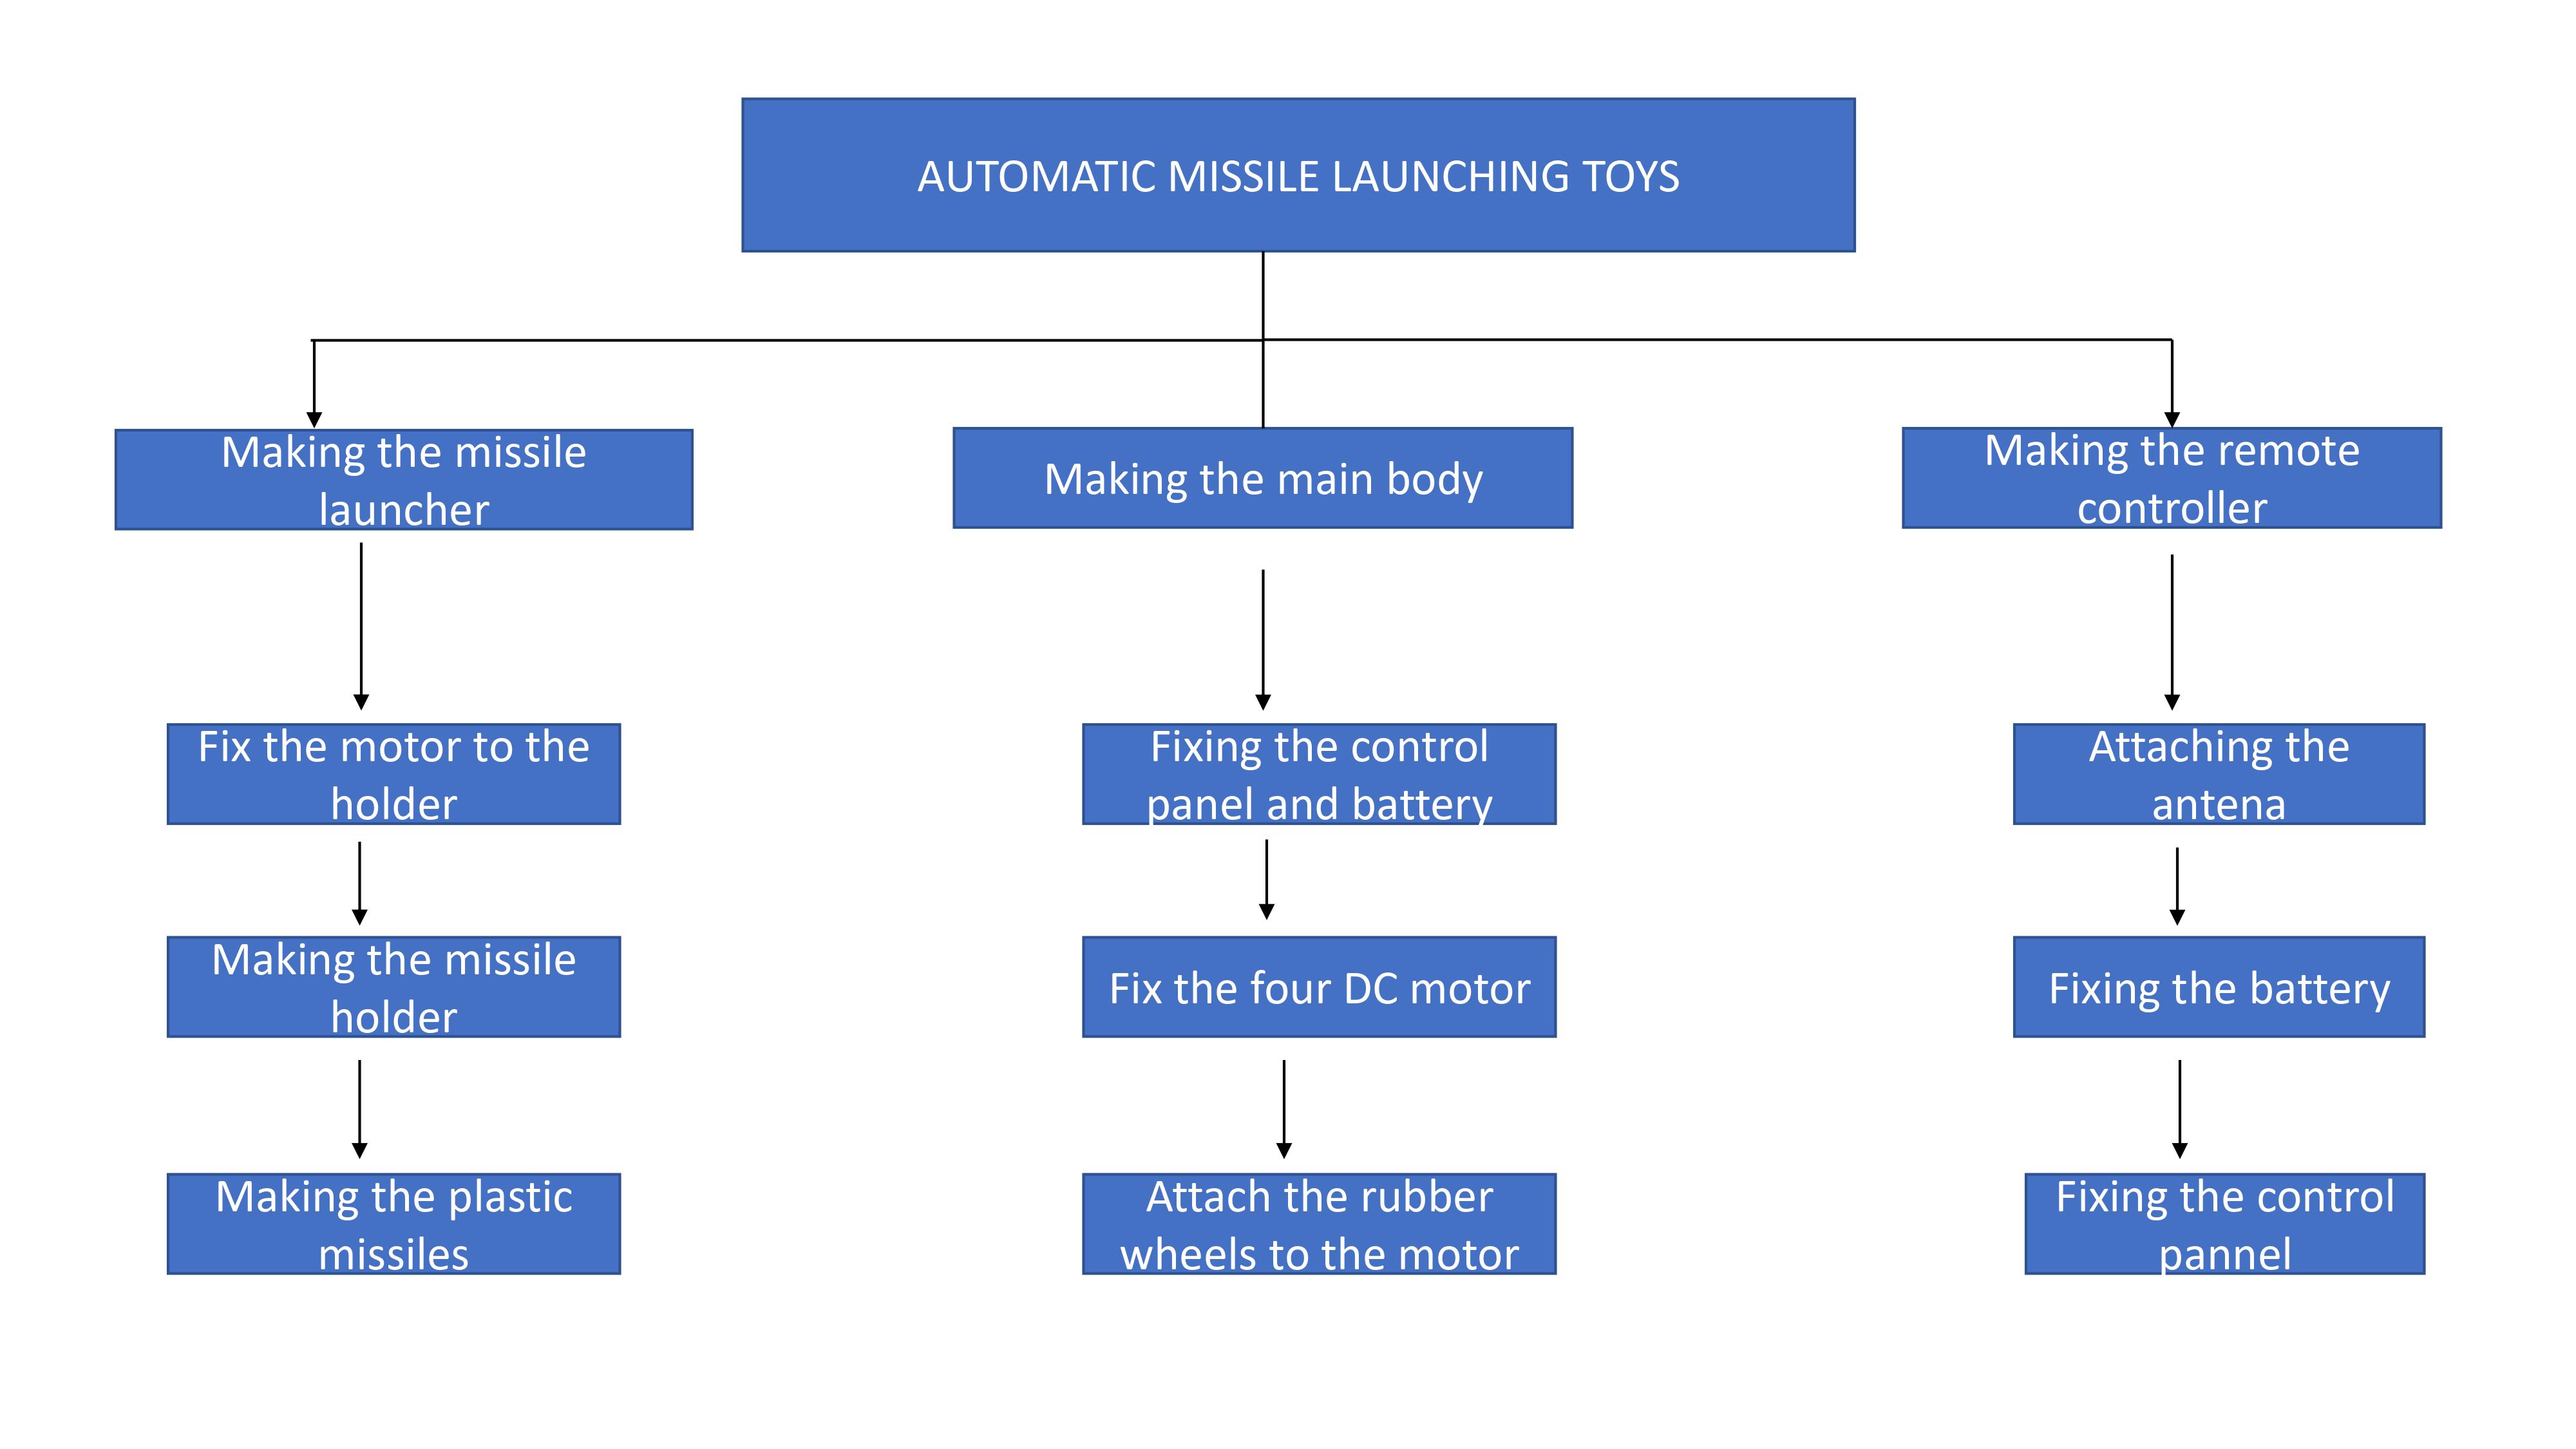 AUTOMATIC MISSILE LAUNCHING TOYS
Making the missile
launcher
Making the main body
Making the remote
controller
Fix the motor to the
holder
Fixing the control
panel and battery
Attaching the
antena
Making the missile
holder
Fix the four DC motor
Fixing the battery
Making the plastic
missiles
Attach the rubber
wheels to the motor
Fixing the control
pannel